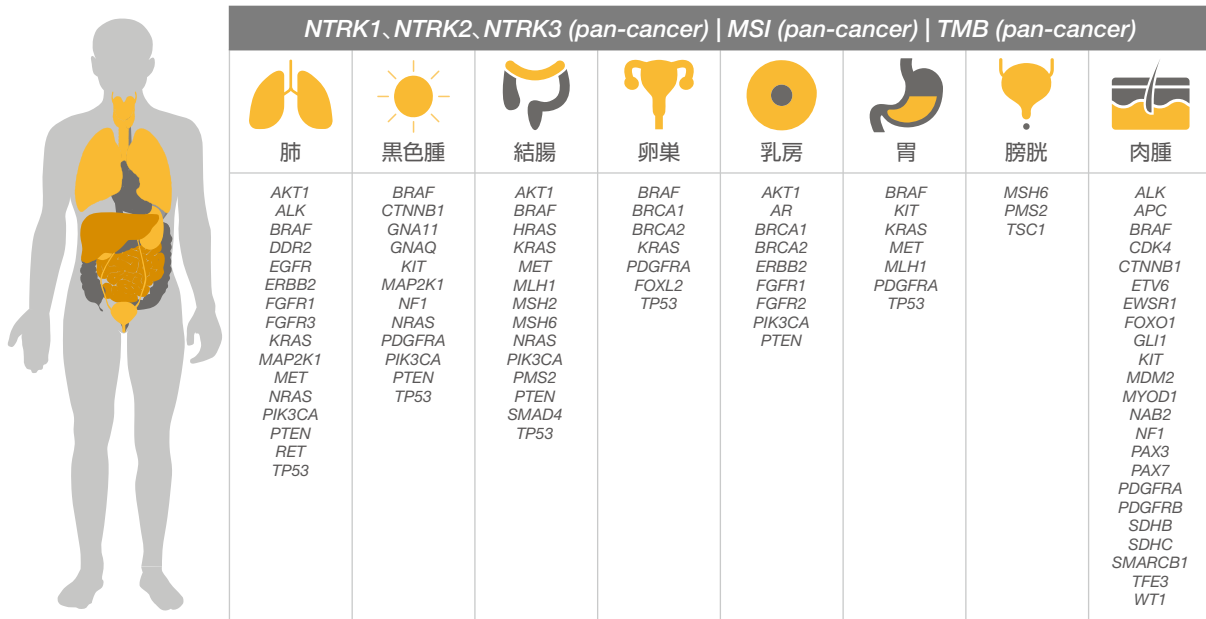 NTRK1、NTRK2、NTRK3 (pan-cancer) | MSI (pan-cancer) | TMB (pan-cancer)
肺
AKT1
ALK
BRAF
DDR2
EGFR
ERBB2
FGFR1
FGFR3
KRAS
MAP2K1
MET
NRAS
PIK3CA
PTEN
RET
TP53
黒色腫
BRAF
CTNNB1
GNA11
GNAQ
KIT
MAP2K1
NF1
NRAS
PDGFRA
PIK3CA
PTEN
TP53
結腸
AKT1
BRAF
HRAS
KRAS
MET
MLH1
MSH2
MSH6
NRAS
PIK3CA
PMS2
PTEN
SMAD4
TP53
卵巣
BRAF
BRCA1
BRCA2
KRAS
PDGFRA
FOXL2
TP53
乳房
AKT1
AR
BRCA1
BRCA2
ERBB2
FGFR1
FGFR2
PIK3CA
PTEN
胃
BRAF
KIT
KRAS
MET
MLH1
PDGFRA
TP53
膀胱
MSH6
PMS2
TSC1
肉腫
ALK
APC
BRAF
CDK4
CTNNB1
ETV6
EWSR1
FOXO1
GLI1
KIT
MDM2
MYOD1
NAB2
NF1
PAX3
PAX7
PDGFRA
PDGFRB
SDHB
SDHC
SMARCB1
TFE3
WT1